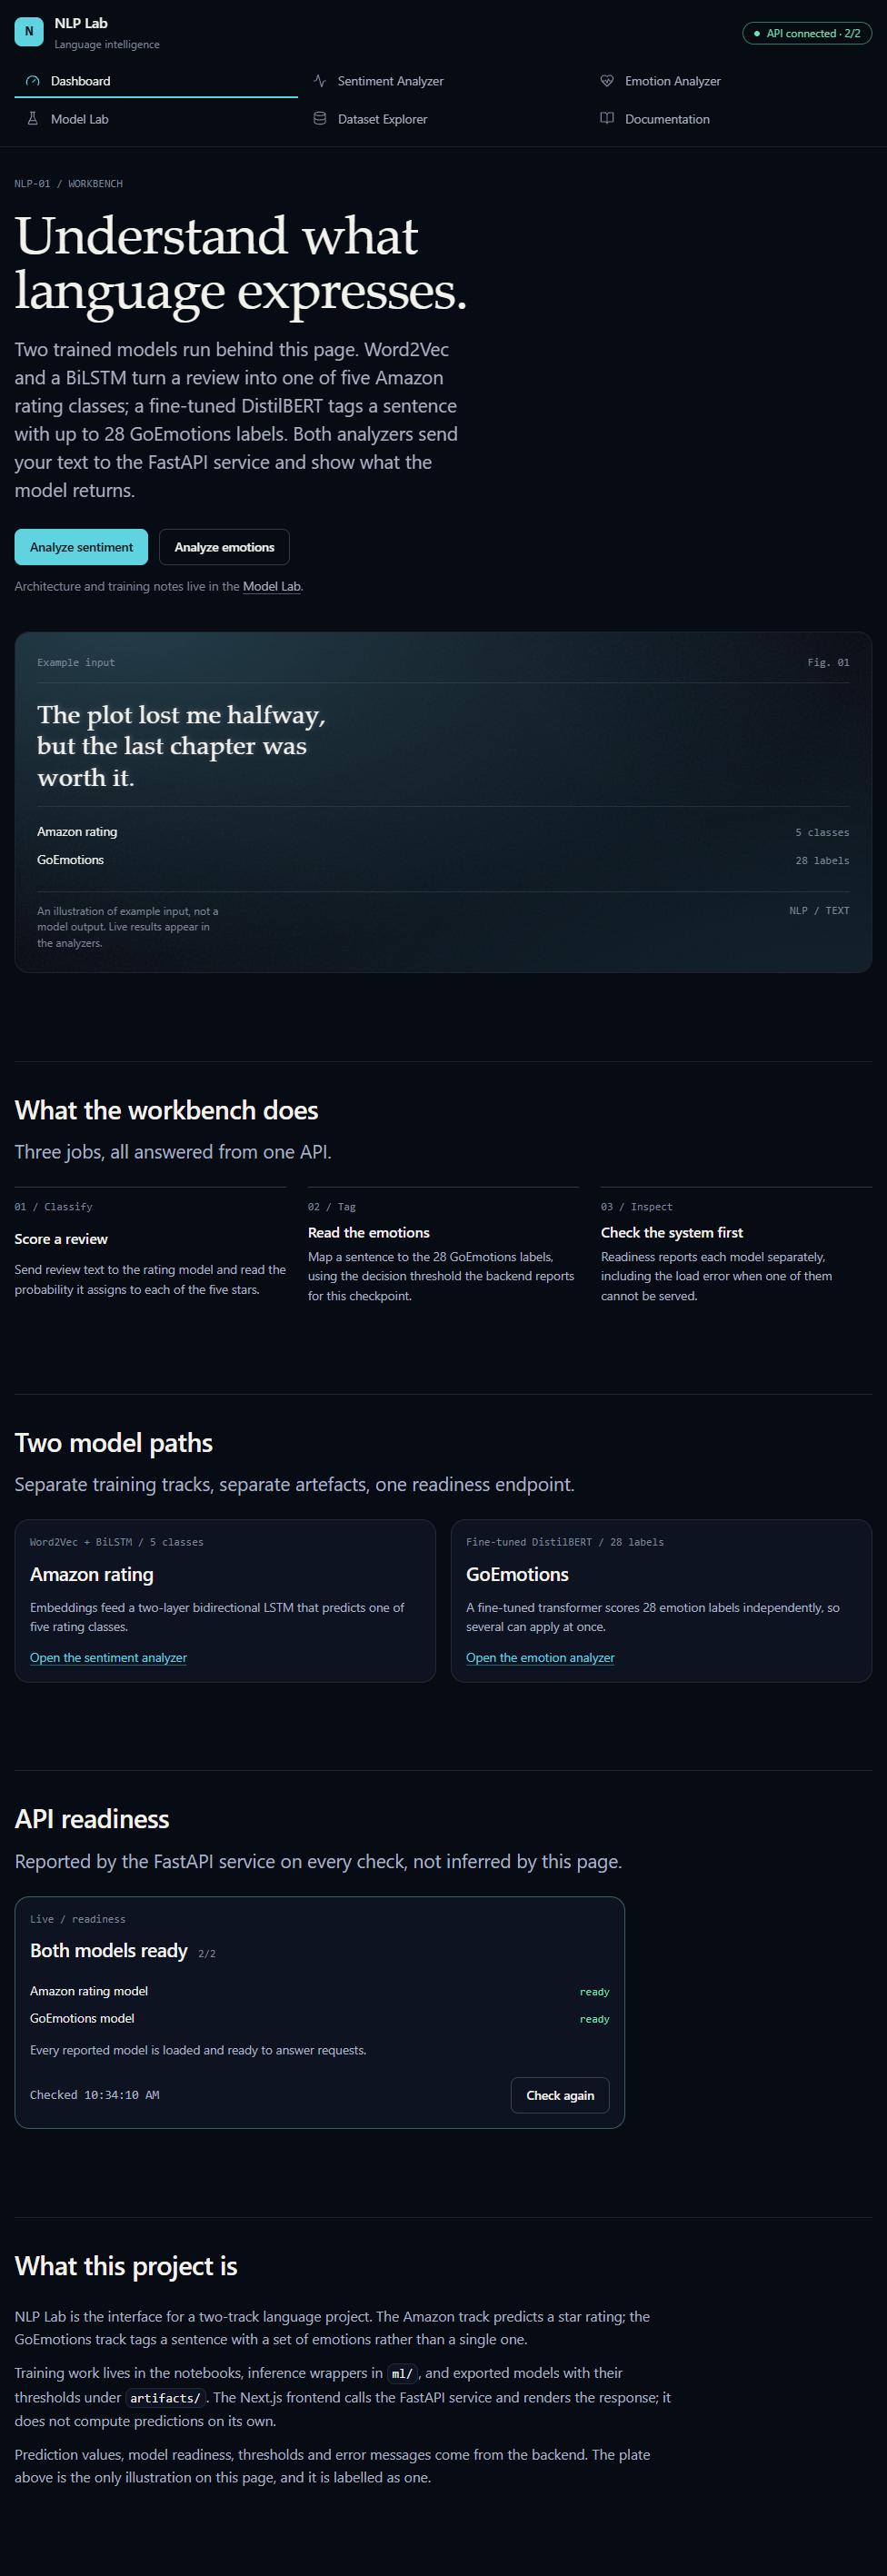 N
NLP Lab
Language intelligence
API connected · 2/2
Dashboard
Sentiment Analyzer
Emotion Analyzer
Model Lab
Dataset Explorer
Documentation
NLP-01 / WORKBENCH
Understand what
language expresses.
Two trained models run behind this page. Word2Vec
and a BiLSTM turn a review into one of five Amazon
rating classes; a fine-tuned DistilBERT tags a sentence
with up to 28 GoEmotions labels. Both analyzers send
your text to the FastAPI service and show what the
model returns.
Analyze sentiment
Analyze emotions
Architecture and training notes live in the Model Lab.
Example input
Fig. 01
The plot lost me halfway,
but the last chapter was
worth it.
Amazon rating
5 classes
GoEmotions
28 labels
An illustration of example input, not a
model output. Live results appear in
the analyzers.
NLP / TEXT
What the workbench does
Three jobs, all answered from one API.
01 / Classify
Score a review
Send review text to the rating model and read the
probability it assigns to each of the five stars.
02 / Tag
Read the emotions
Map a sentence to the 28 GoEmotions labels,
using the decision threshold the backend reports
for this checkpoint.
03 / Inspect
Check the system first
Readiness reports each model separately,
including the load error when one of them
cannot be served.
Two model paths
Separate training tracks, separate artefacts, one readiness endpoint.
Word2Vec + BiLSTM / 5 classes
Amazon rating
Embeddings feed a two-layer bidirectional LSTM that predicts one of
five rating classes.
Open the sentiment analyzer
Fine-tuned DistilBERT / 28 labels
GoEmotions
A fine-tuned transformer scores 28 emotion labels independently, so
several can apply at once.
Open the emotion analyzer
API readiness
Reported by the FastAPI service on every check, not inferred by this page.
Live / readiness
Both models ready 2/2
Amazon rating model
ready
GoEmotions model
ready
Every reported model is loaded and ready to answer requests.
Checked 10:34:10 AM
Check again
What this project is
NLP Lab is the interface for a two-track language project. The Amazon track predicts a star rating; the
GoEmotions track tags a sentence with a set of emotions rather than a single one.
Training work lives in the notebooks, inference wrappers in ml/, and exported models with their
thresholds under artifacts/. The Next.js frontend calls the FastAPI service and renders the response; it
does not compute predictions on its own.
Prediction values, model readiness, thresholds and error messages come from the backend. The plate
above is the only illustration on this page, and it is labelled as one.